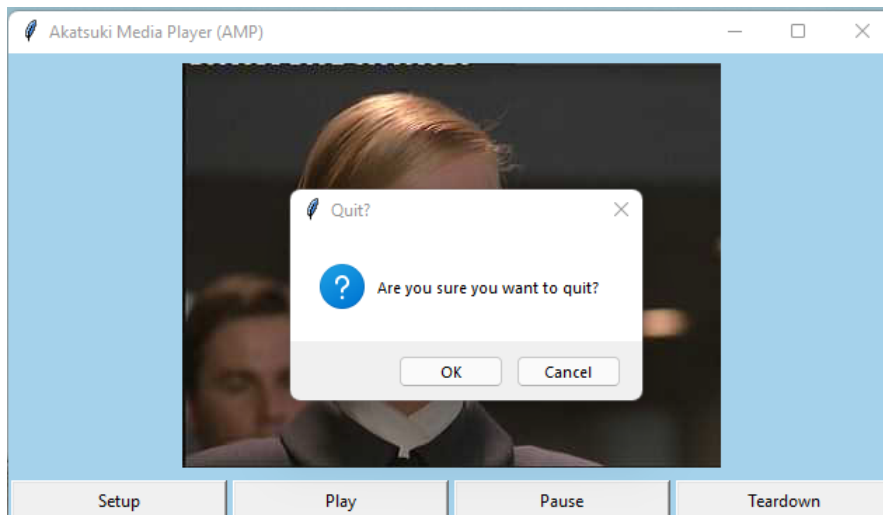 Akatsuki Media Player (AMP)
Quit?
?
Are you sure you want to quit?
OK Cancel
Setup Play Pause Teardown